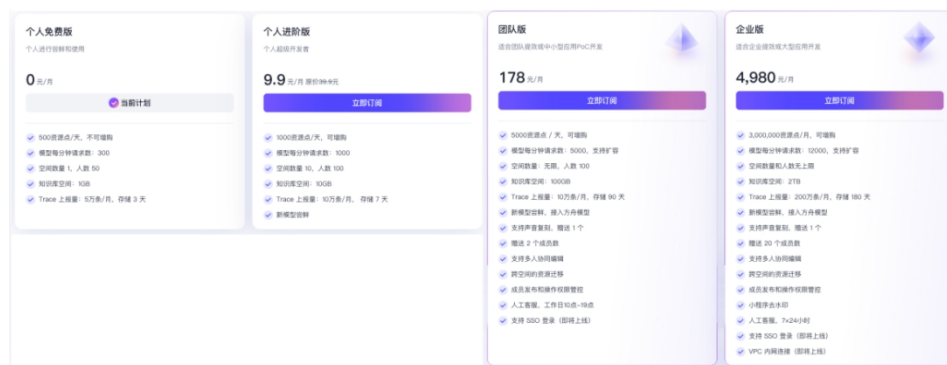 个人免费版
个人进行尝鲜和使用
0 元/月
当前计划
500资源点/天，不可增购
模型每分钟请求数：300
空间数量 1，人数 50
知识库空间：1GB
Trace 上报量：5万条/月，存储 3 天
个人进阶版
个人超级开发者
9.9 元/月 原价39.9元
立即订阅
1000资源点/天，可增购
模型每分钟请求数：1000
空间数量 10，人数 100
知识库空间：10GB
Trace 上报量：10万条/月， 存储 7 天
新模型尝鲜
团队版
适合团队提效或中小型应用PoC开发
178 元/月
立即订阅
5000资源点 / 天，可增购
模型每分钟请求数：5000，支持扩容
空间数量：无限，人数 100
知识库空间：100GB
Trace 上报量：10万条/月，存储 90 天
新模型尝鲜，接入方舟模型
支持声音复刻，赠送 1 个
赠送 2 个成员数
支持多人协同编辑
跨空间的资源迁移
成员发布和操作权限管控
人工客服，工作日10点-19点
支持 SSO 登录（即将上线）
企业版
适合企业提效或大型应用开发
4,980 元/月
立即订阅
3,000,000资源点/月，可增购
模型每分钟请求数：12000，支持扩容
空间数量和人数无上限
知识库空间：2TB
Trace 上报量：200万条/月，存储 180 天
新模型尝鲜，接入方舟模型
支持声音复刻，赠送 1 个
赠送 20 个成员数
支持多人协同编辑
跨空间的资源迁移
成员发布和操作权限管控
小程序去水印
人工客服，7×24小时
支持 SSO 登录（即将上线）
VPC 内网连接（即将上线）